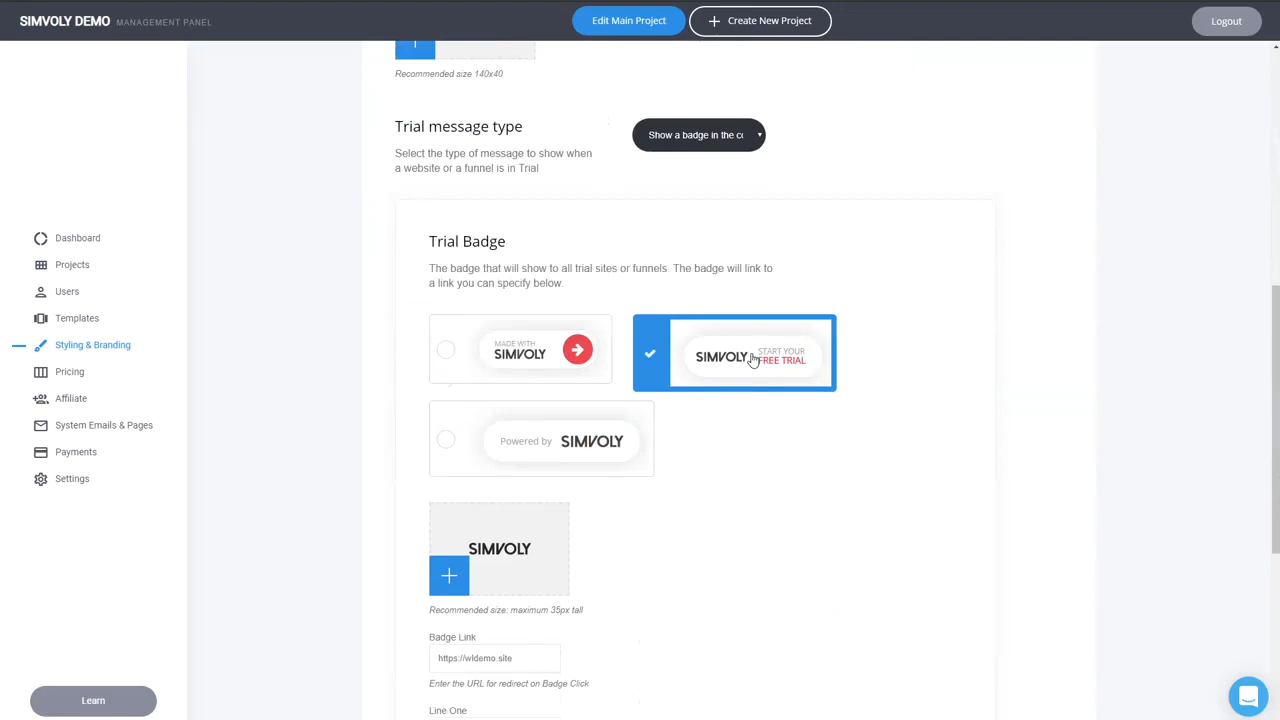 SIMVOLY DEMO MANAGEMENT PANEL
Edit Main Project
Create New Project
Logout
Recommended size 140x40
Trial message type
Show a badge in the cc
Select the type of message to show when
a website or a funnel is in Trial
Dashboard
Projects
Users
Templates
Styling & Branding
Pricing
Affiliate
System Emails & Pages
Payments
Settings
Learn
Trial Badge
The badge that will show to all trial sites or funnels. The badge will link to
a link you can specify below.
MADE WITH
SIMVOLY
SIMVOLY
START YOUR
FREE TRIAL
Powered by SIMVOLY
SIMVOLY
Recommended size: maximum 35px tall
Badge Link
https://wldemo.site
Enter the URL for redirect on Badge Click
Line One